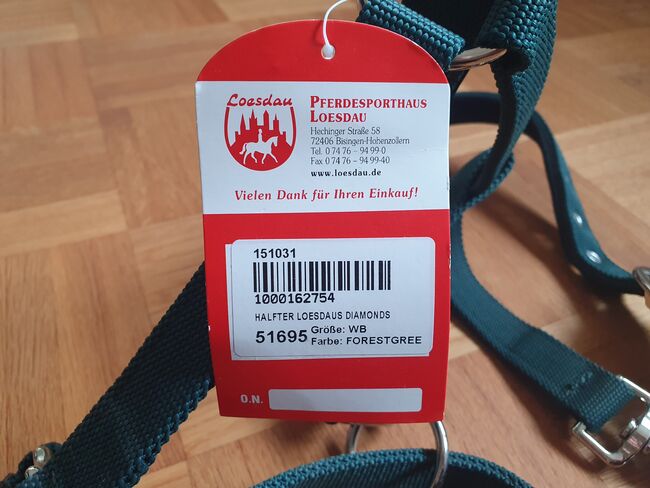 Loesdau
PFERDESPORTHAUS
LOESDAU
Hechinger Straße 58
72406 Bisingen-Hohenzollern
Tel. 0 74 76 – 94 99-0
Fax 0 74 76 – 94 99-40
www.loesdau.de
Vielen Dank für Ihren Einkauf!
151031
1000162754
HALFTER LOESDAUS DIAMONDS
51695 Größe: WB
Farbe: FORESTGREE
O.N.